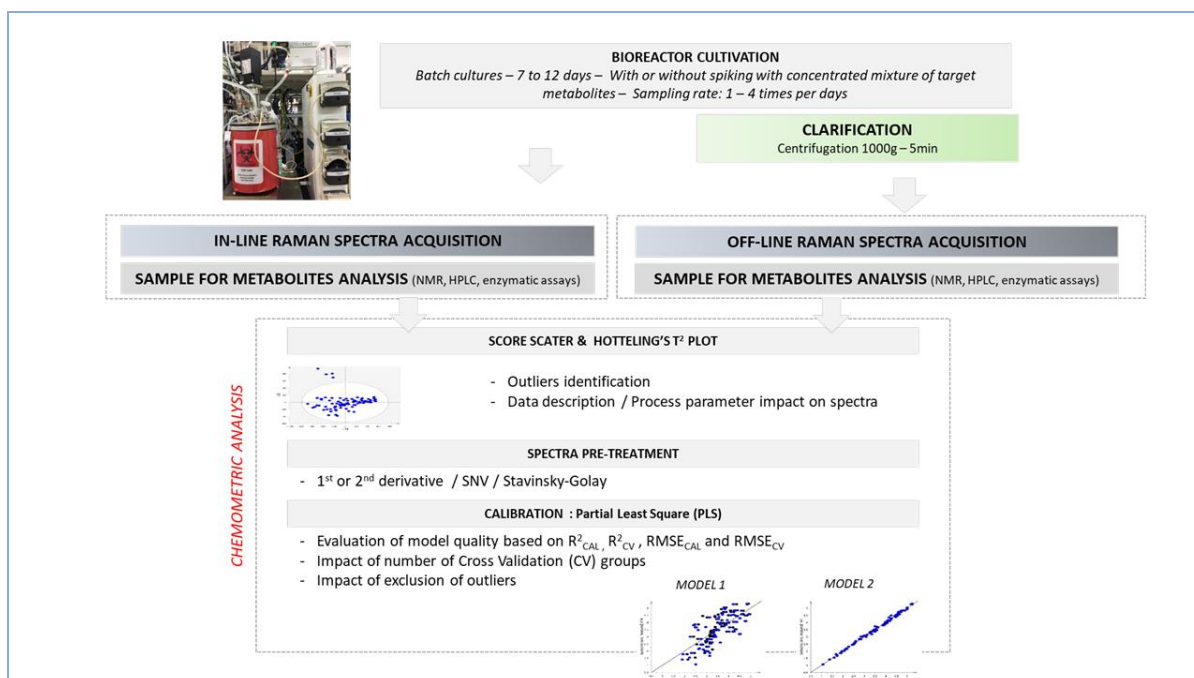 BIOREACTOR CULTIVATION
Batch cultures – 7 to 12 days – With or without spiking with concentrated mixture of target
metabolites – Sampling rate: 1 – 4 times per days
CLARIFICATION
Centrifugation 1000g – 5min
IN-LINE RAMAN SPECTRA ACQUISITION
SAMPLE FOR METABOLITES ANALYSIS (NMR, HPLC, enzymatic assays)
OFF-LINE RAMAN SPECTRA ACQUISITION
SAMPLE FOR METABOLITES ANALYSIS (NMR, HPLC, enzymatic assays)
CHEMOMETRIC ANALYSIS
SCORE SCATER & HOTTELING'S T² PLOT
- Outliers identification
- Data description / Process parameter impact on spectra
SPECTRA PRE-TREATMENT
- 1st or 2nd derivative / SNV / Stavinsky-Golay
CALIBRATION : Partial Least Square (PLS)
- Evaluation of model quality based on R²CAL, R²CV , RMSECAL and RMSECV
- Impact of number of Cross Validation (CV) groups
- Impact of exclusion of outliers
MODEL 1
MODEL 2